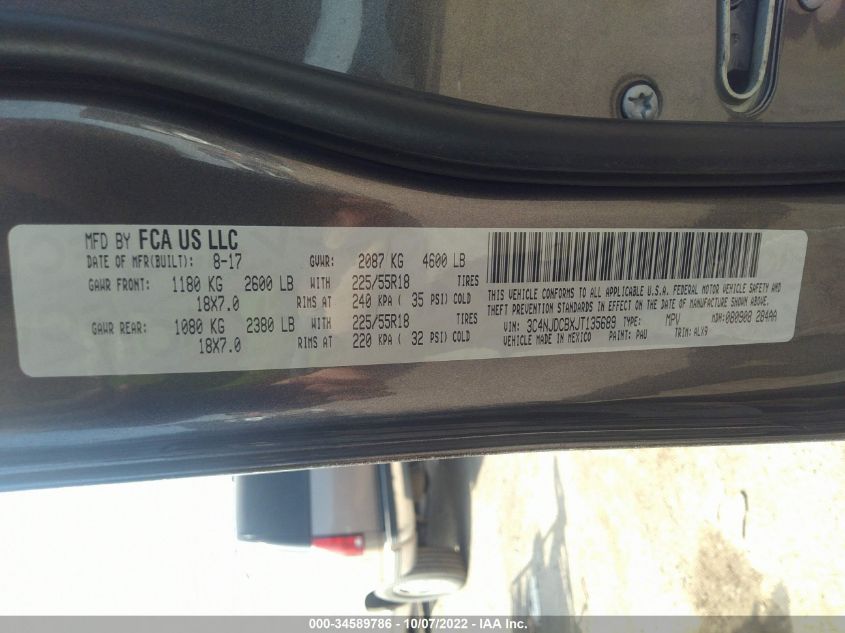 MFD BY FCA US LLC
DATE OF MFR(BUILT): 8-17 GVWR: 2087 KG 4600 LB
GAWR FRONT: 1180 KG 2600 LB WITH 225/55R18 TIRES
18X7.0 RIMS AT 240 KPA ( 35 PSI) COLD
GAWR REAR: 1080 KG 2380 LB WITH 225/55R18 TIRES
18X7.0 RIMS AT 220 KPA ( 32 PSI) COLD
THIS VEHICLE CONFORMS TO ALL APPLICABLE U.S.A. FEDERAL MOTOR VEHICLE SAFETY AND
THEFT PREVENTION STANDARDS IN EFFECT ON THE DATE OF MANUFACTURE SHOWN ABOVE.
VIN: 3C4NJDCBXJT135689 TYPE: MPV MDH: 080908 284AA
VEHICLE MADE IN MEXICO PAINT: PAU TRIM: ALX9
000-34589786 - 10/07/2022 - IAA Inc.